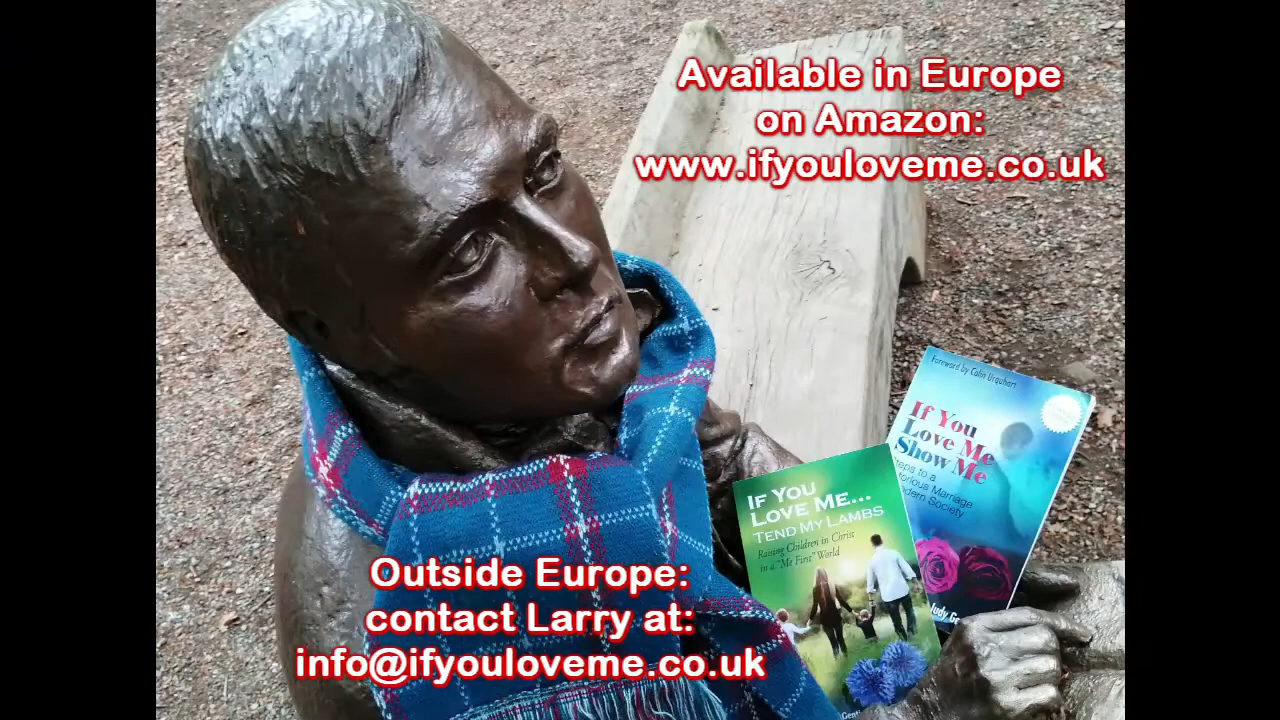 Available in Europe
on Amazon:
www.ifyouloveme.co.uk
Foreword by Colin Urquhart
If You
Love Me
Show Me
to a
Marriage
Society
Judy
IF YOU
LOVE ME...
TEND MY LAMBS
Raising Children in Christ
in a "Me First" World
Outside Europe:
contact Larry at:
info@ifyouloveme.co.uk